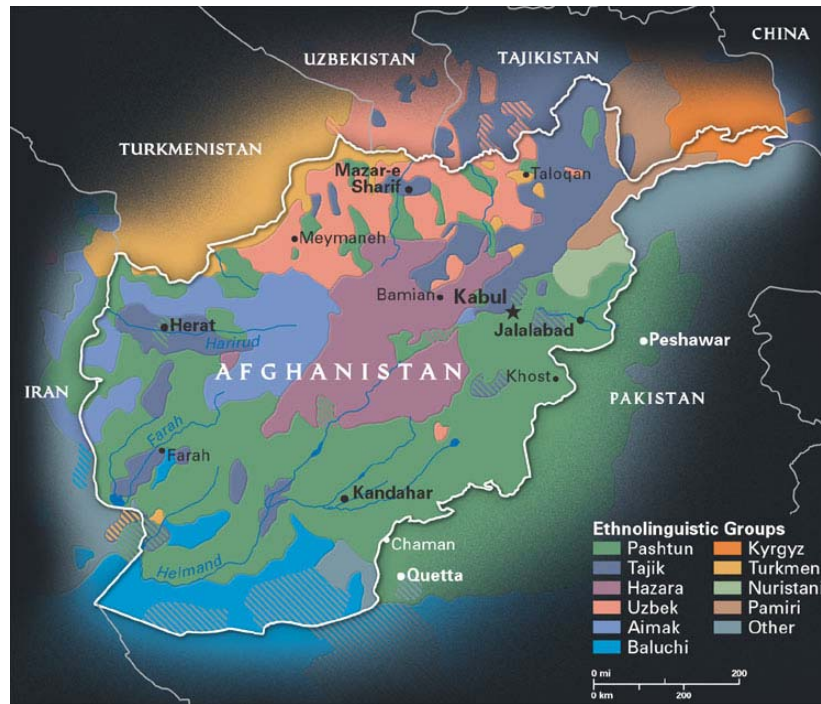 CHINA
UZBEKISTAN
TAJIKISTAN
TURKMENISTAN
Mazar-e
Sharif
Taloqan
Meymaneh
Bamian
Kabul
Herat
Harirud
Jalalabad
Peshawar
AFGHANISTAN
Khost
IRAN
PAKISTAN
Farah
Farah
Kandahar
Chaman
Helmand
Quetta
Ethnolinguistic Groups
Pashtun
Tajik
Hazara
Uzbek
Aimak
Baluchi
Kyrgyz
Turkmen
Nuristani
Pamiri
Other
0 mi 200
0 km 200